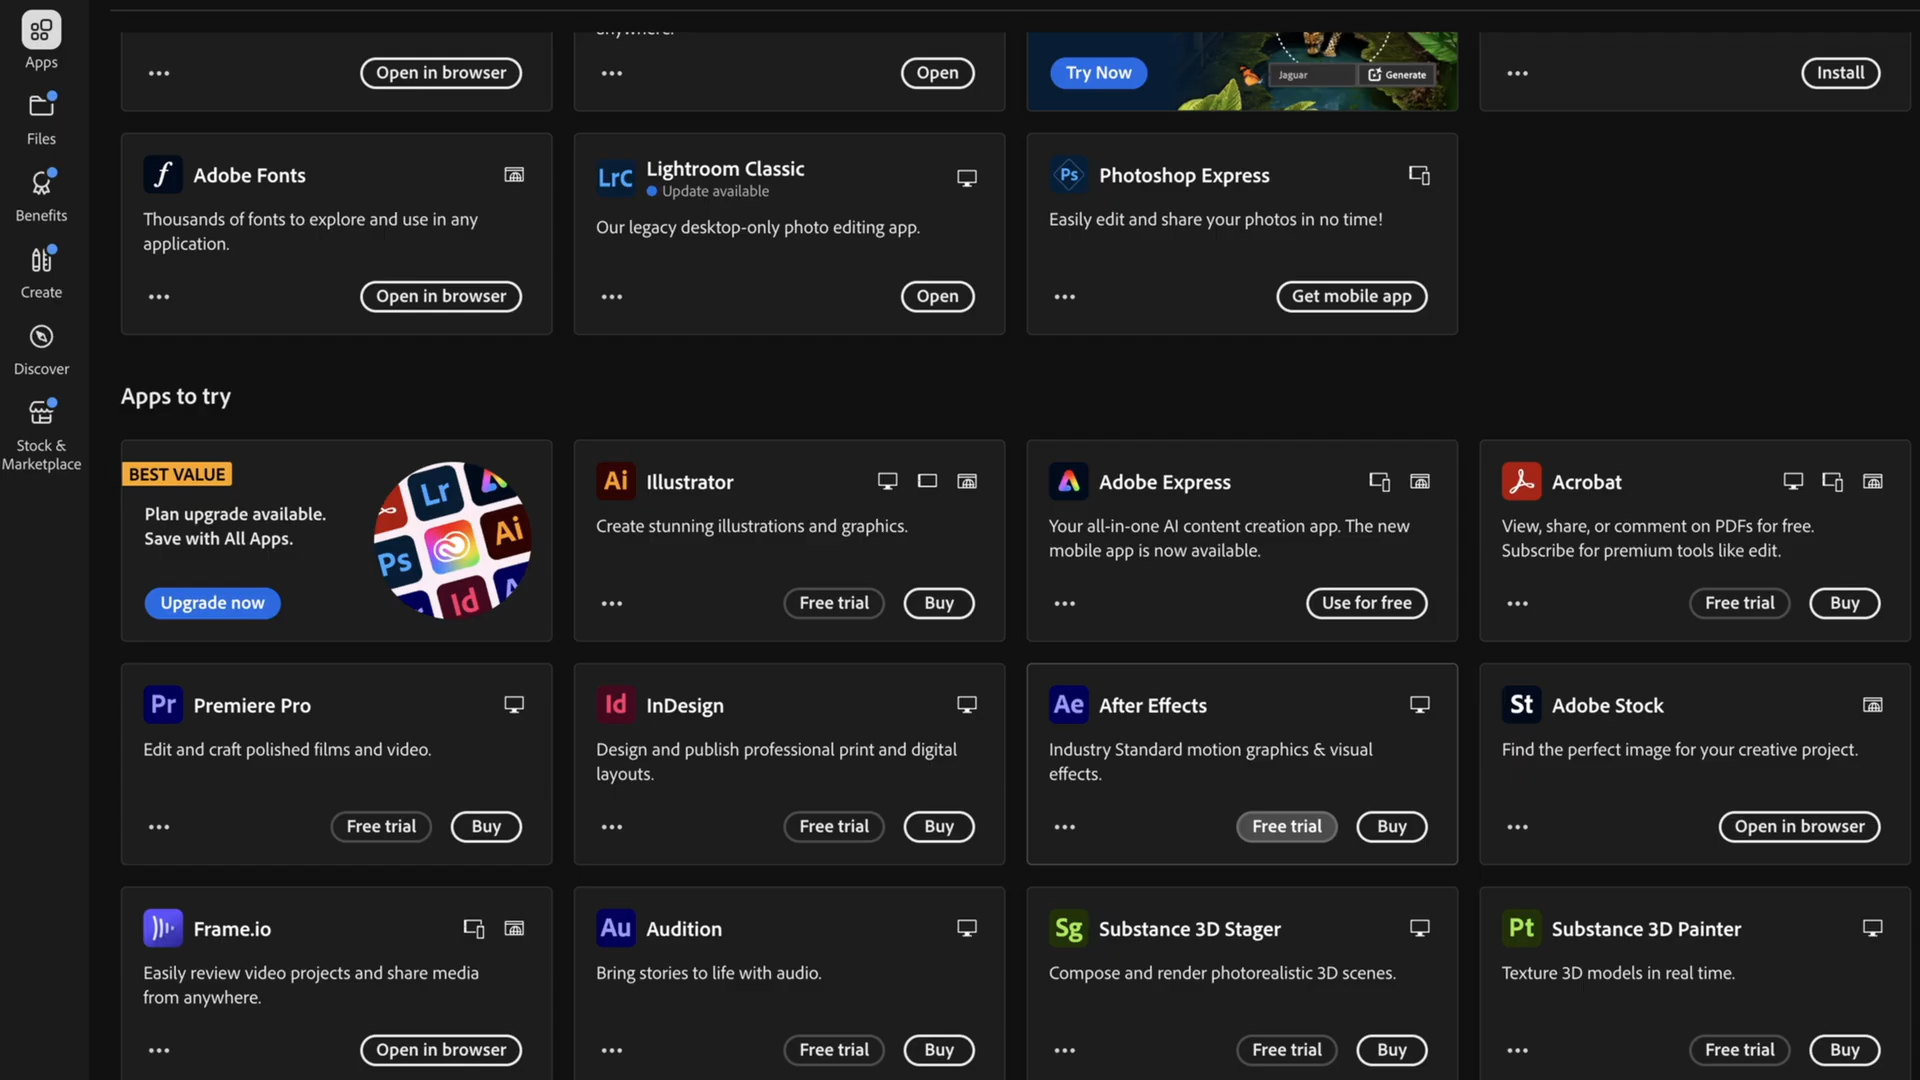 Apps
Files
Benefits
Create
Discover
Stock &
Marketplace
Open in browser
anywhere.
Open
Try Now
Jaguar
Generate
Install
f
Adobe Fonts
Thousands of fonts to explore and use in any
application.
Open in browser
LrC
Lightroom Classic
Update available
Our legacy desktop-only photo editing app.
Open
Ps
Photoshop Express
Easily edit and share your photos in no time!
Get mobile app
Apps to try
BEST VALUE
Plan upgrade available.
Save with All Apps.
Upgrade now
Lr
Ai
Ps
Id
Ai
Illustrator
Create stunning illustrations and graphics.
Free trial
Buy
Adobe Express
Your all-in-one AI content creation app. The new
mobile app is now available.
Use for free
Acrobat
View, share, or comment on PDFs for free.
Subscribe for premium tools like edit.
Free trial
Buy
Pr
Premiere Pro
Edit and craft polished films and video.
Free trial
Buy
Id
InDesign
Design and publish professional print and digital
layouts.
Free trial
Buy
Ae
After Effects
Industry Standard motion graphics & visual
effects.
Free trial
Buy
St
Adobe Stock
Find the perfect image for your creative project.
Open in browser
Frame.io
Easily review video projects and share media
from anywhere.
Open in browser
Au
Audition
Bring stories to life with audio.
Free trial
Buy
Sg
Substance 3D Stager
Compose and render photorealistic 3D scenes.
Free trial
Buy
Pt
Substance 3D Painter
Texture 3D models in real time.
Free trial
Buy